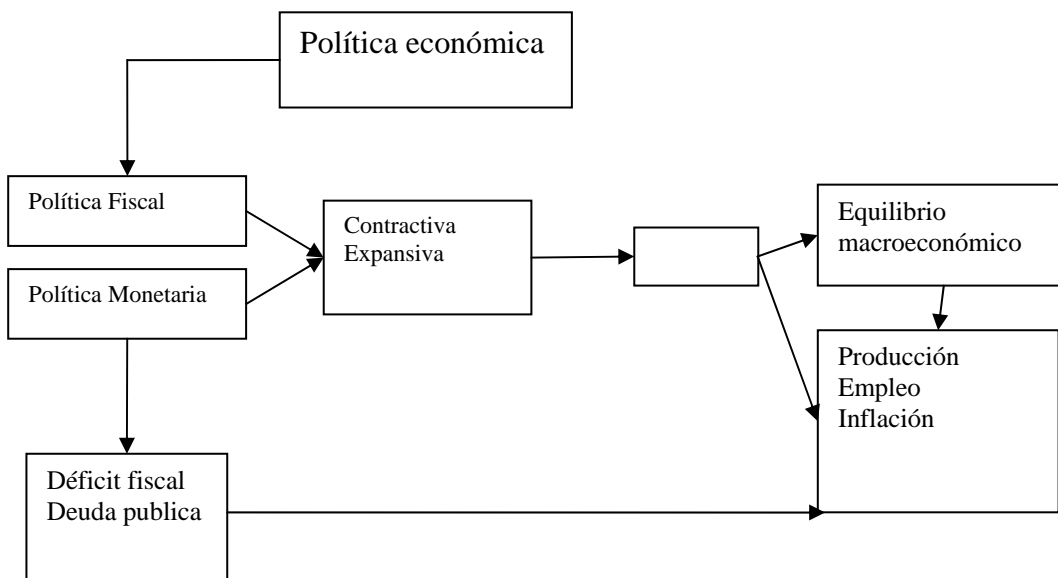 Política económica
Política Fiscal
Política Monetaria
Contractiva
Expansiva
Equilibrio
macroeconómico
Producción
Empleo
Inflación
Déficit fiscal
Deuda publica